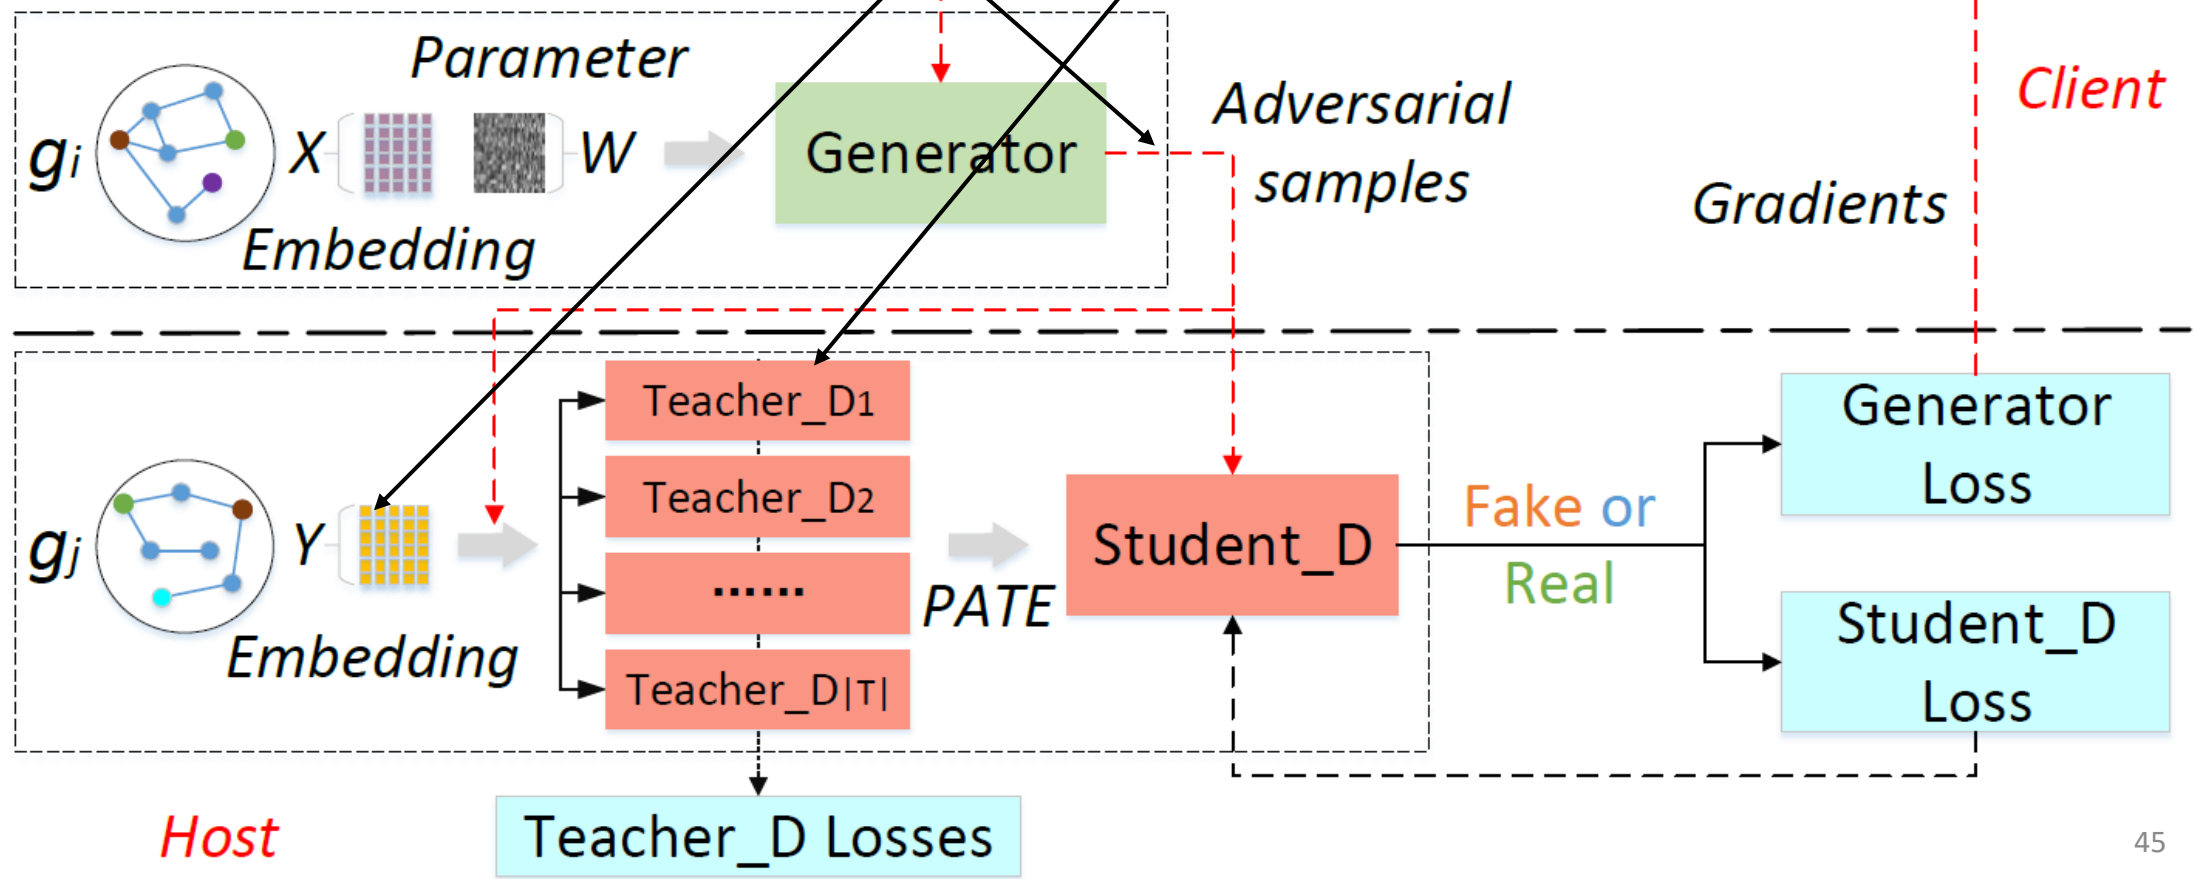 Parameter
Client
Adversarial
samples
gi
X
W
Generator
Gradients
Embedding
Teacher_D1
Generator
Loss
Teacher_D2
Fake or
Real
gj
Y
......
Student_D
PATE
Embedding
Teacher_D|T|
Student_D
Loss
Host
Teacher_D Losses
45